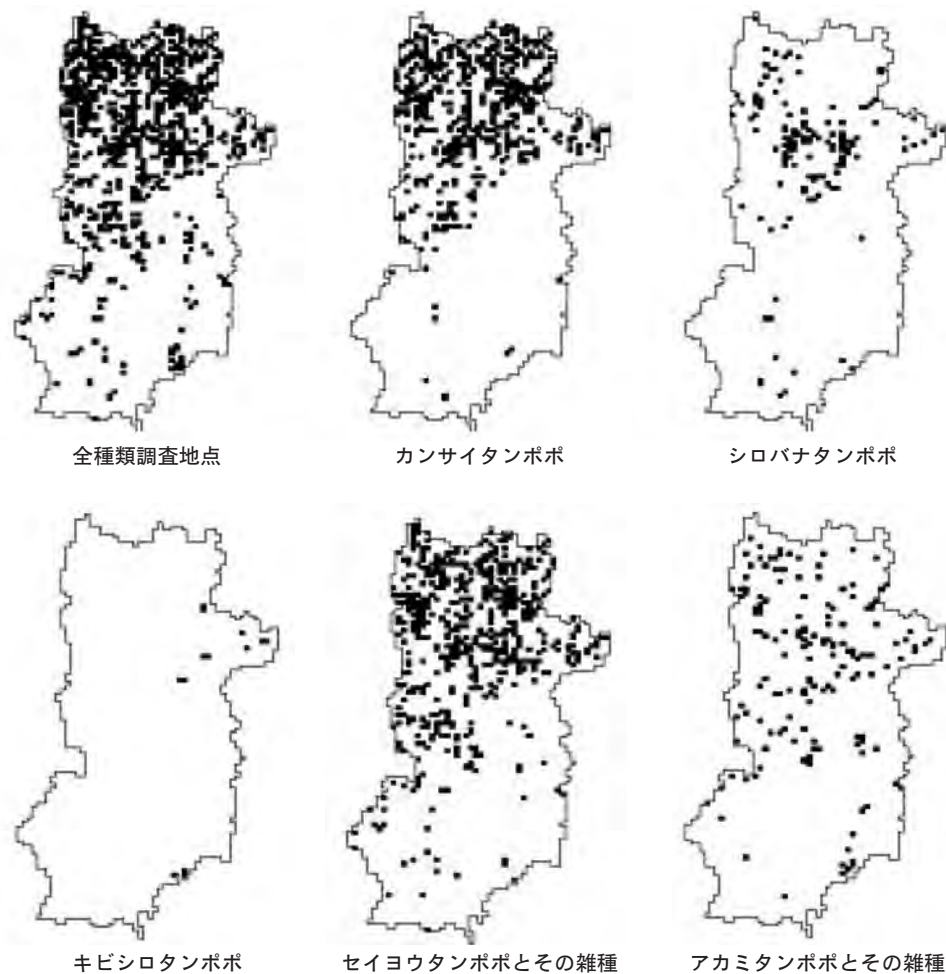 全種類調査地点
カンサイタンポポ
シロバナタンポポ
キビシロタンポポ
セイヨウタンポポとその雑種
アカミタンポポとその雑種